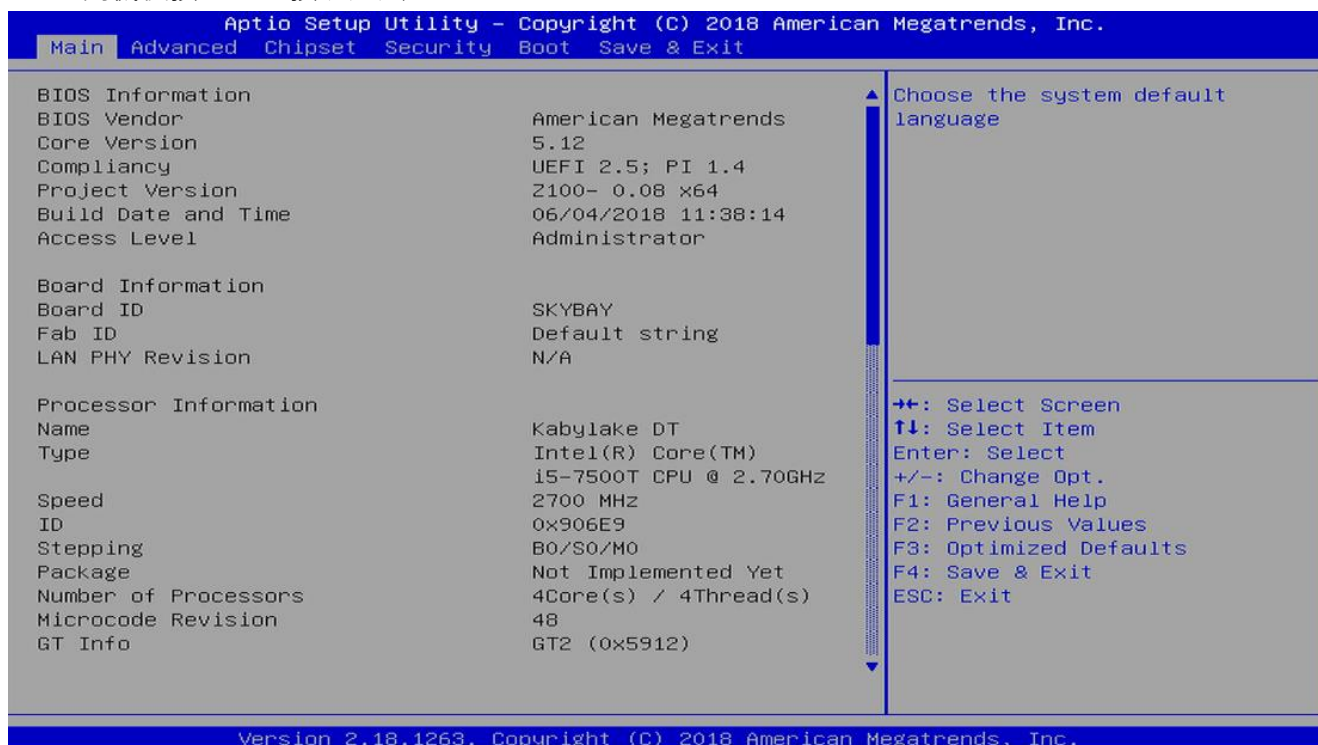 Aptio Setup Utility – Copyright (C) 2018 American Megatrends, Inc.
Main Advanced Chipset Security Boot Save & Exit
BIOS Information
BIOS Vendor American Megatrends
Core Version 5.12
Compliancy UEFI 2.5; PI 1.4
Project Version Z100- 0.08 x64
Build Date and Time 06/04/2018 11:38:14
Access Level Administrator
Board Information
Board ID SKYBAY
Fab ID Default string
LAN PHY Revision N/A
Processor Information
Name Kabylake DT
Type Intel(R) Core(TM)
i5-7500T CPU @ 2.70GHz
Speed 2700 MHz
ID 0x906E9
Stepping B0/S0/M0
Package Not Implemented Yet
Number of Processors 4Core(s) / 4Thread(s)
Microcode Revision 48
GT Info GT2 (0x5912)
Choose the system default
language
→←: Select Screen
↑↓: Select Item
Enter: Select
+/-: Change Opt.
F1: General Help
F2: Previous Values
F3: Optimized Defaults
F4: Save & Exit
ESC: Exit
Version 2.18.1263. Copyright (C) 2018 American Megatrends, Inc.